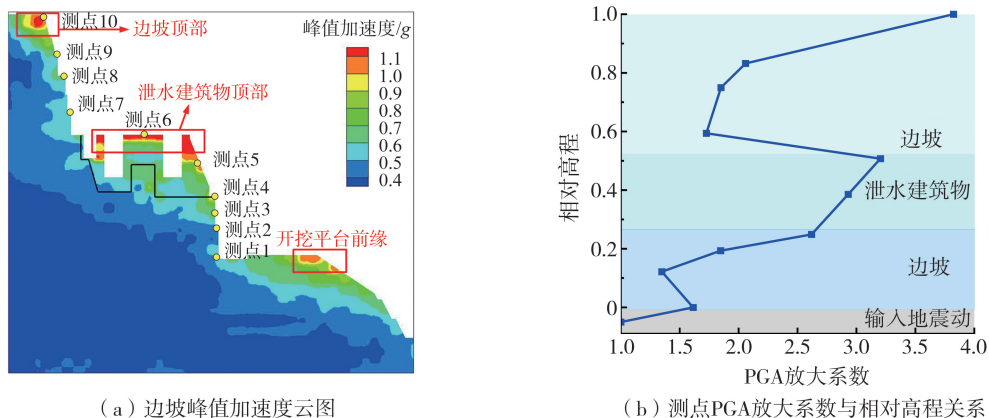 测点10
边坡顶部
测点9
测点8
测点7
泄水建筑物顶部
测点6
测点5
测点4
测点3
测点2
测点1
开挖平台前缘
峰值加速度/g
1.1
1.0
0.9
0.8
0.7
0.6
0.5
0.4
(a) 边坡峰值加速度云图
相对高程
1.0
0.8
0.6
0.4
0.2
0
边坡
泄水建筑物
边坡
输入地震动
1.0 1.5 2.0 2.5 3.0 3.5 4.0
PGA放大系数
(b) 测点PGA放大系数与相对高程关系